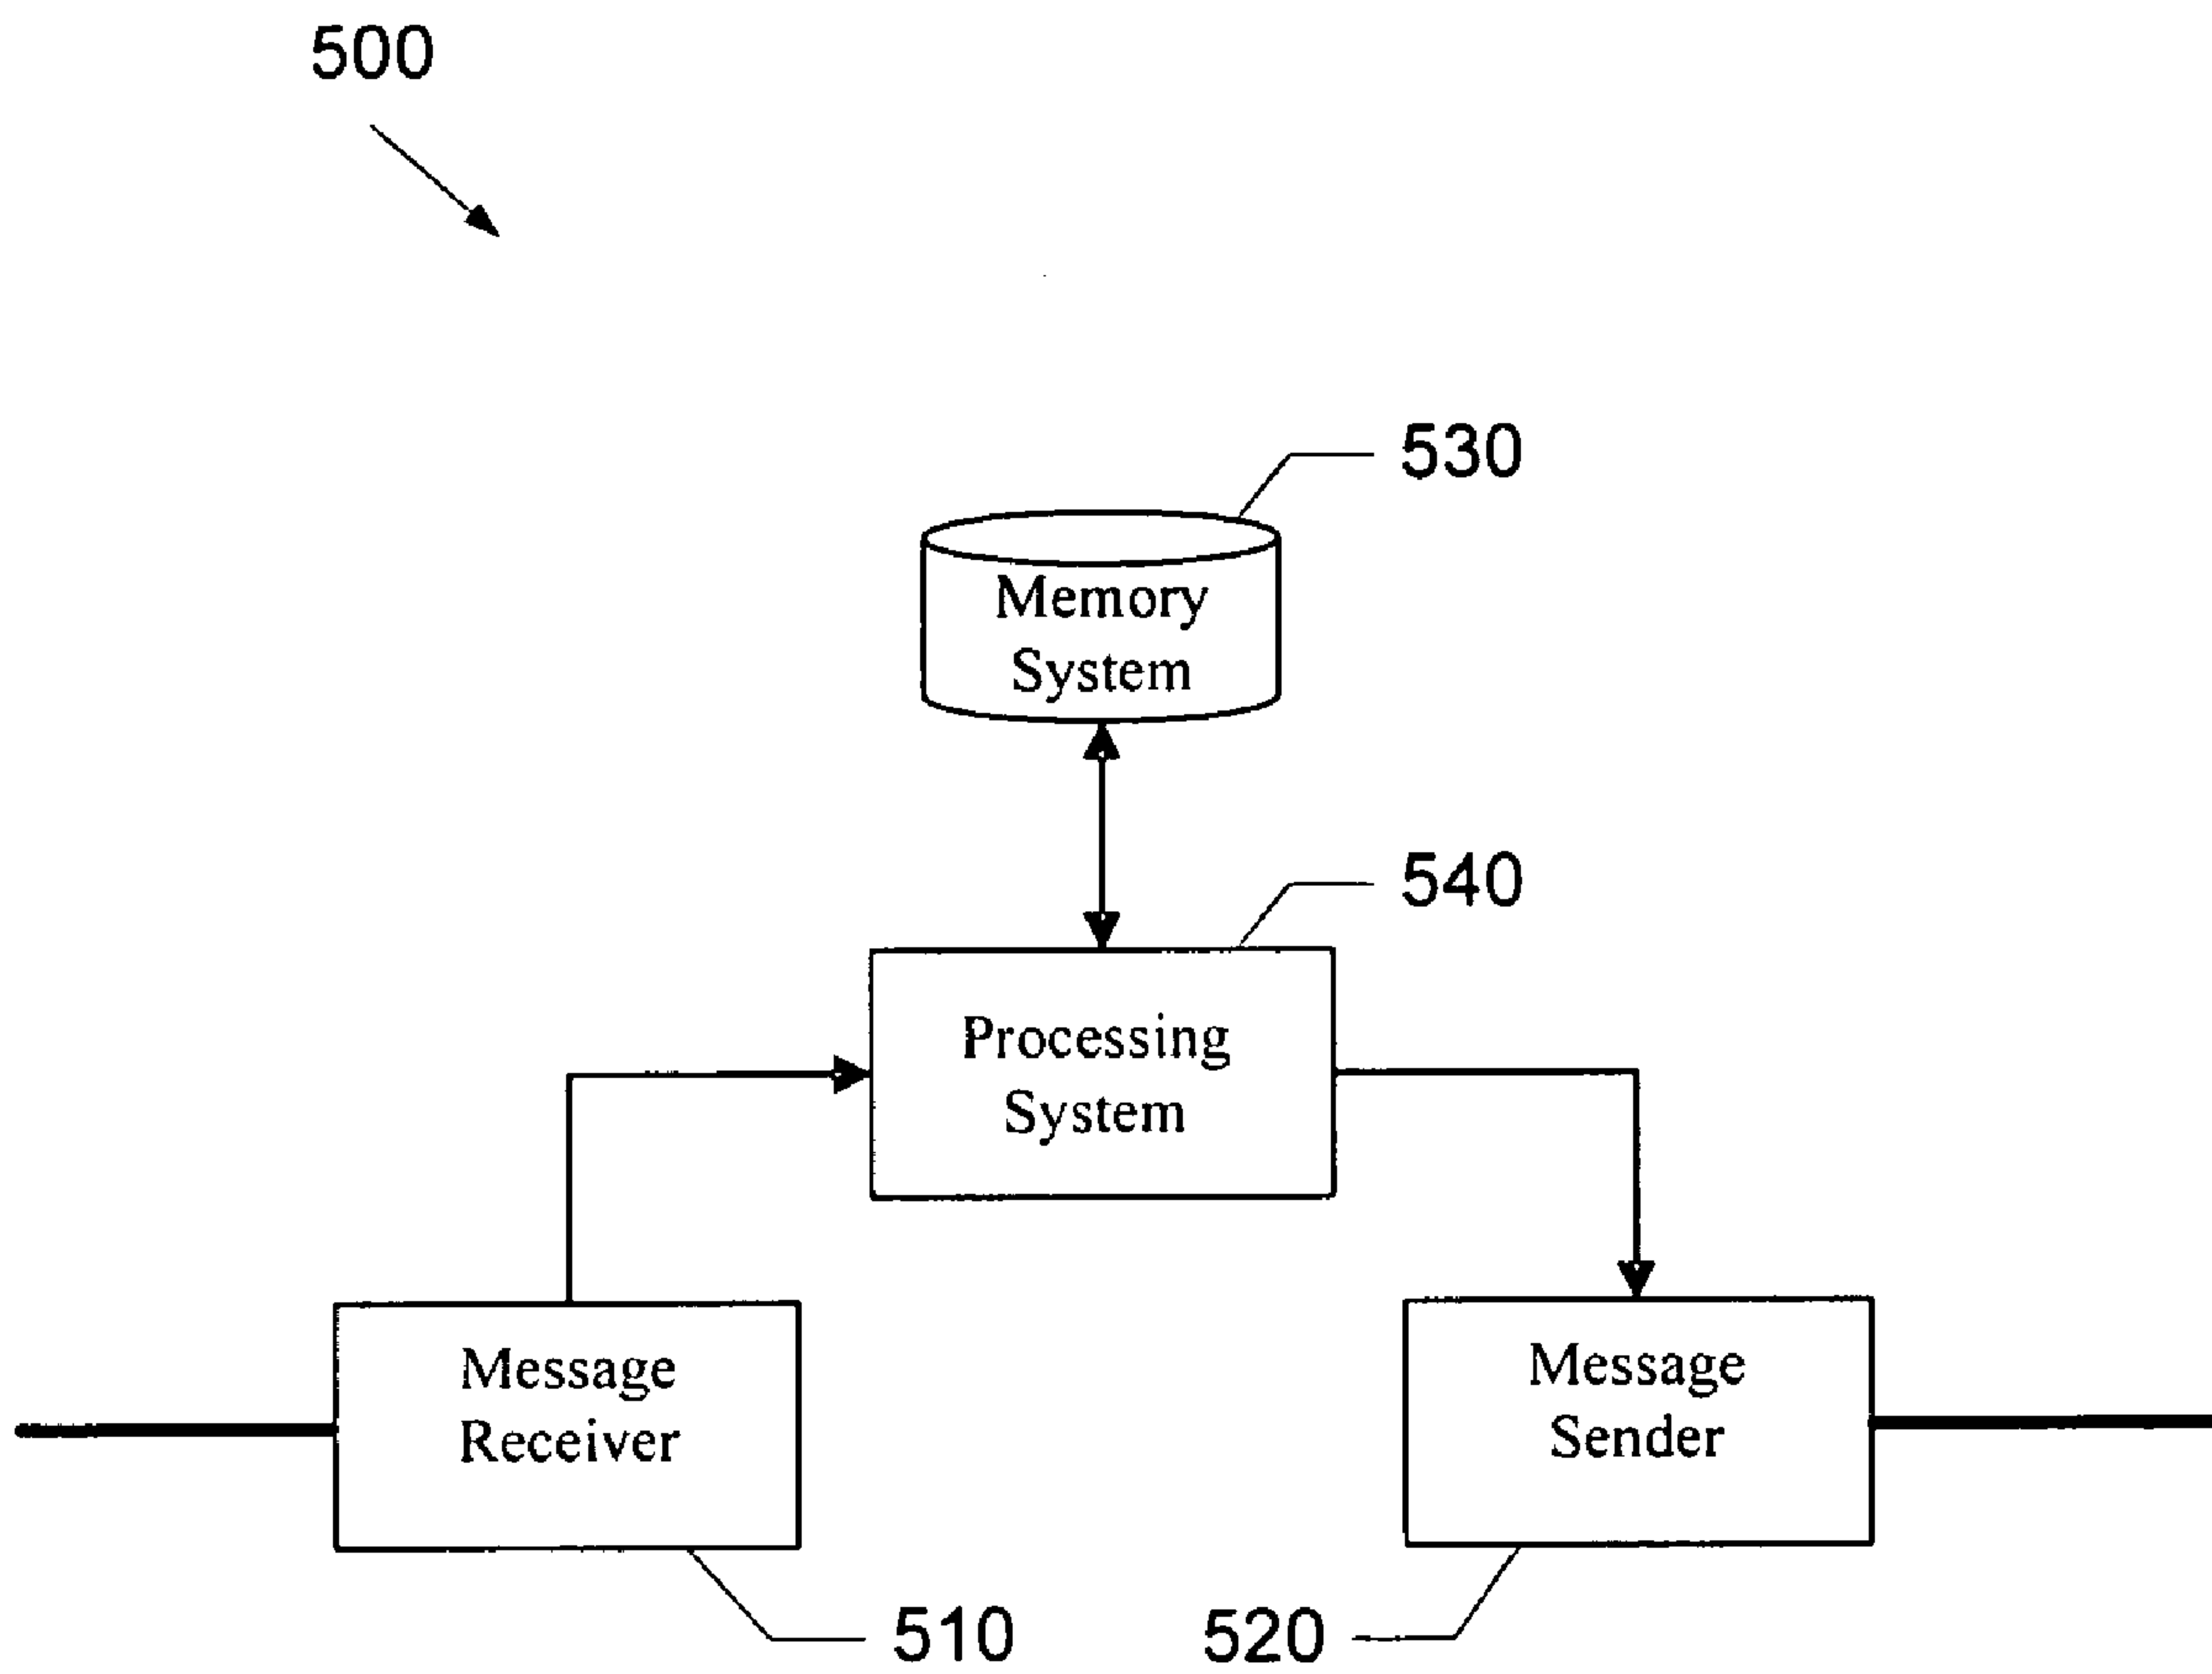 500
530
Memory
System
540
Processing
System
Message
Receiver
Message
Sender
510
520